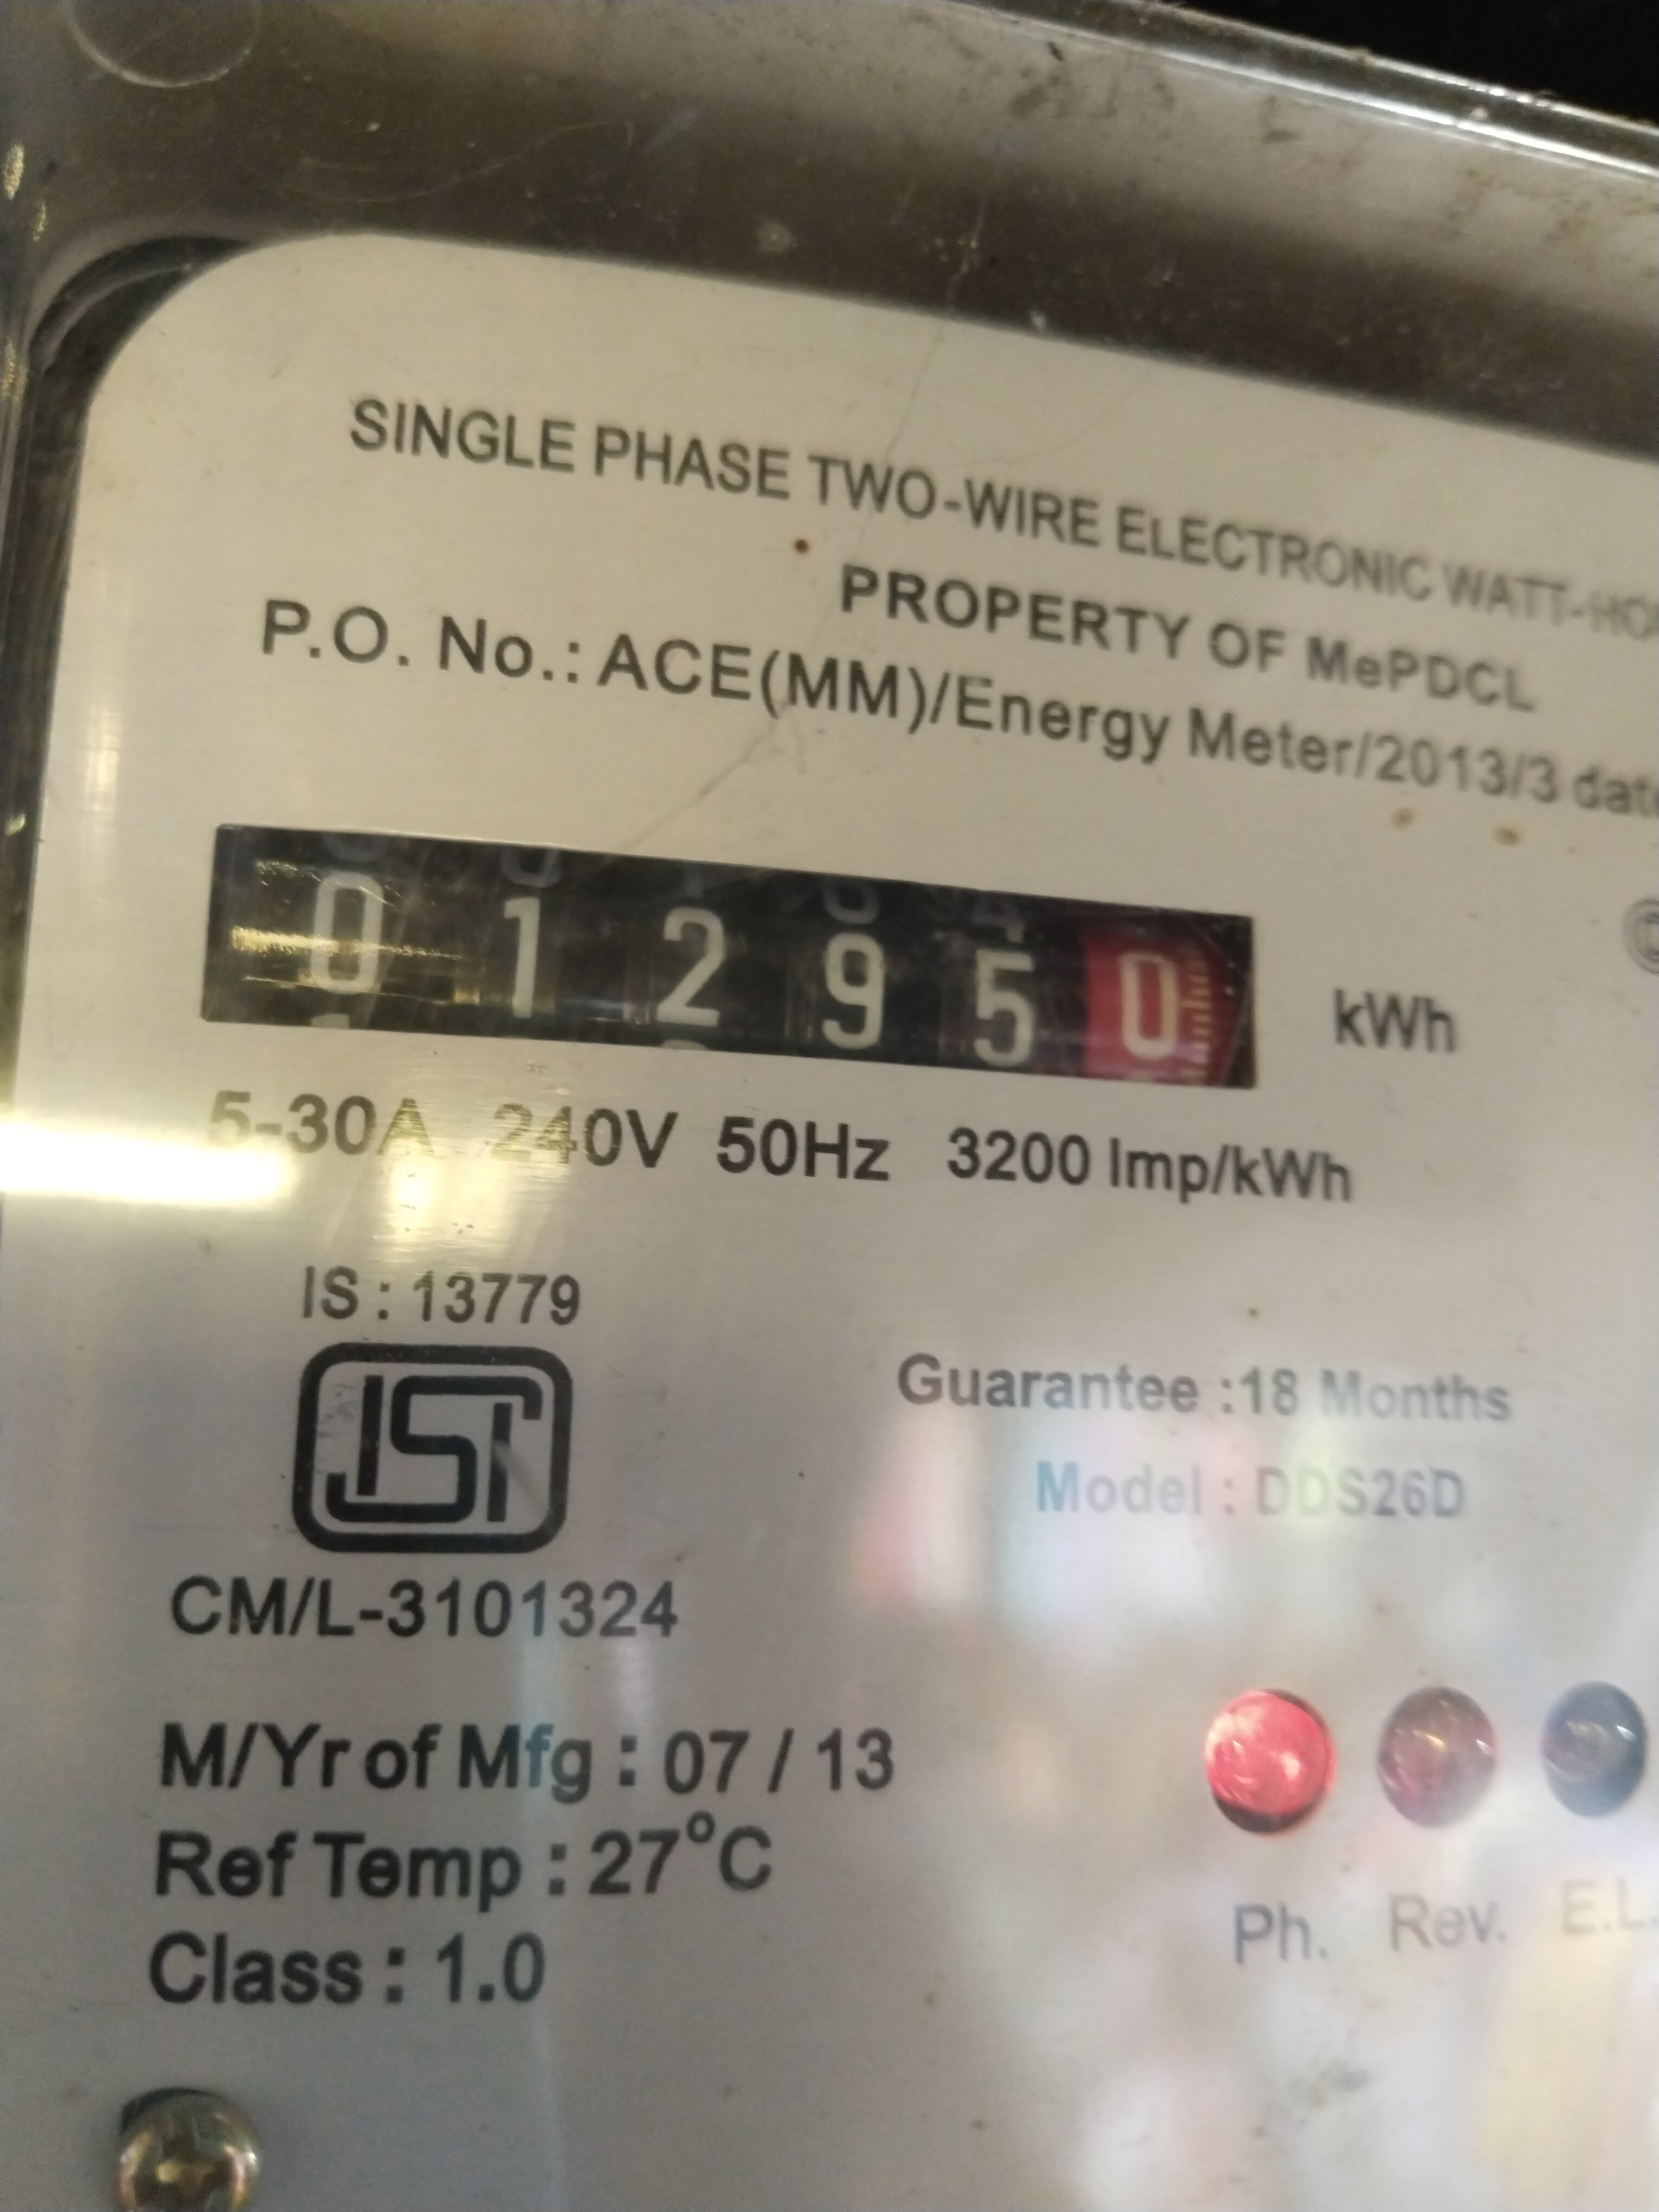 SINGLE PHASE TWO-WIRE ELECTRONIC
PROPERTY OF MePDCL
P.O. No.: ACE(MM)/Energy Meter/2013/3
012950 kWh
5-30A 240V 50Hz 3200 Imp/kWh
IS : 13779
ISI
CM/L-3101324
Guarantee :18 Months
Model : DDS26D
M/Yr of Mfg : 07 / 13
Ref Temp : 27°C
Class : 1.0
Ph. Rev. E.L.